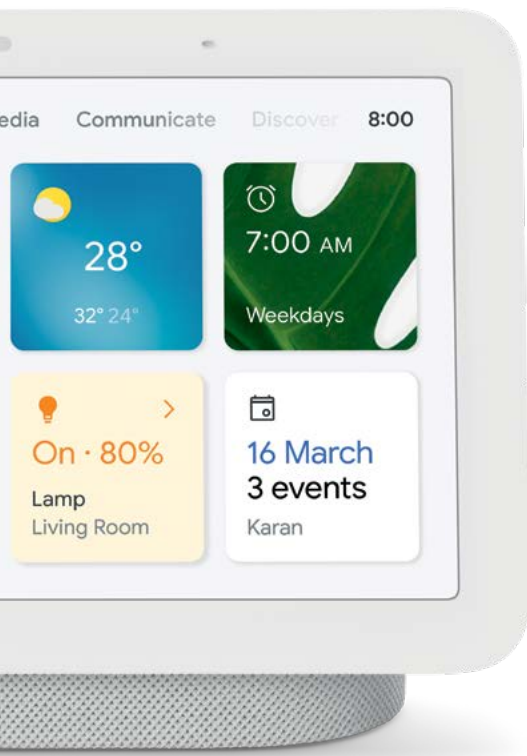 edia Communicate Discover 8:00
28°
32° 24°
7:00 AM
Weekdays
On · 80%
Lamp
Living Room
16 March
3 events
Karan